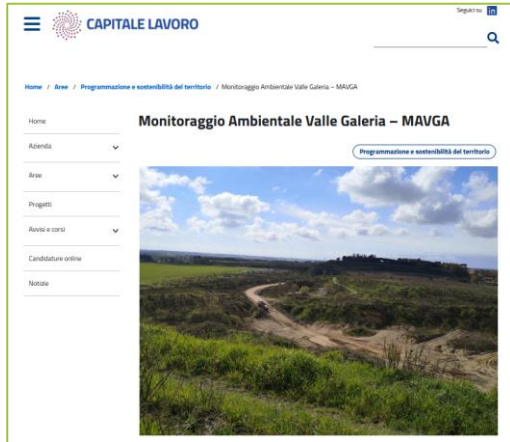 Seguici su in
CAPITALE LAVORO
Home / Aree / Programmazione e sostenibilità del territorio / Monitoraggio Ambientale Valle Galeria – MAVGA
Home
Azienda
Aree
Progetti
Avvisi e corsi
Candidature online
Notizie
Monitoraggio Ambientale Valle Galeria – MAVGA
Programmazione e sostenibilità del territorio